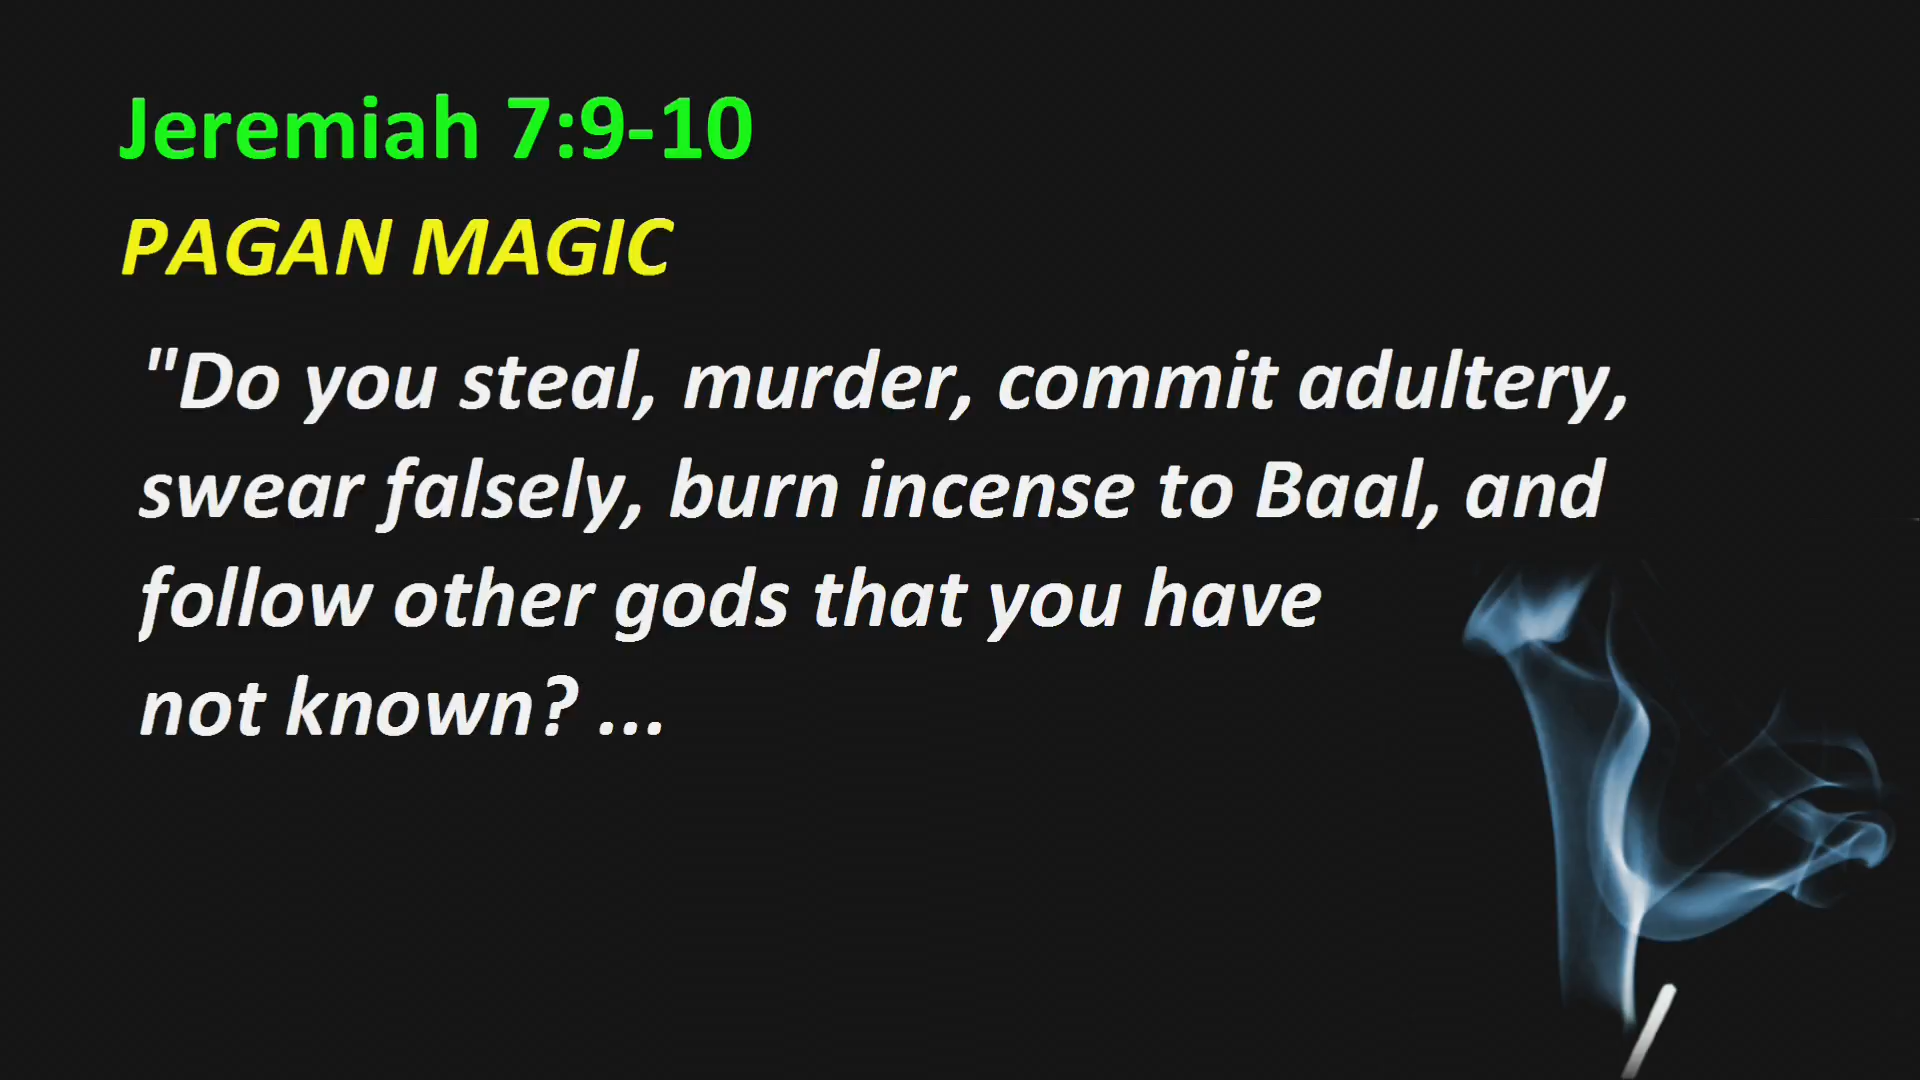 Jeremiah 7:9-10
PAGAN MAGIC
"Do you steal, murder, commit adultery,
swear falsely, burn incense to Baal, and
follow other gods that you have
not known? ...